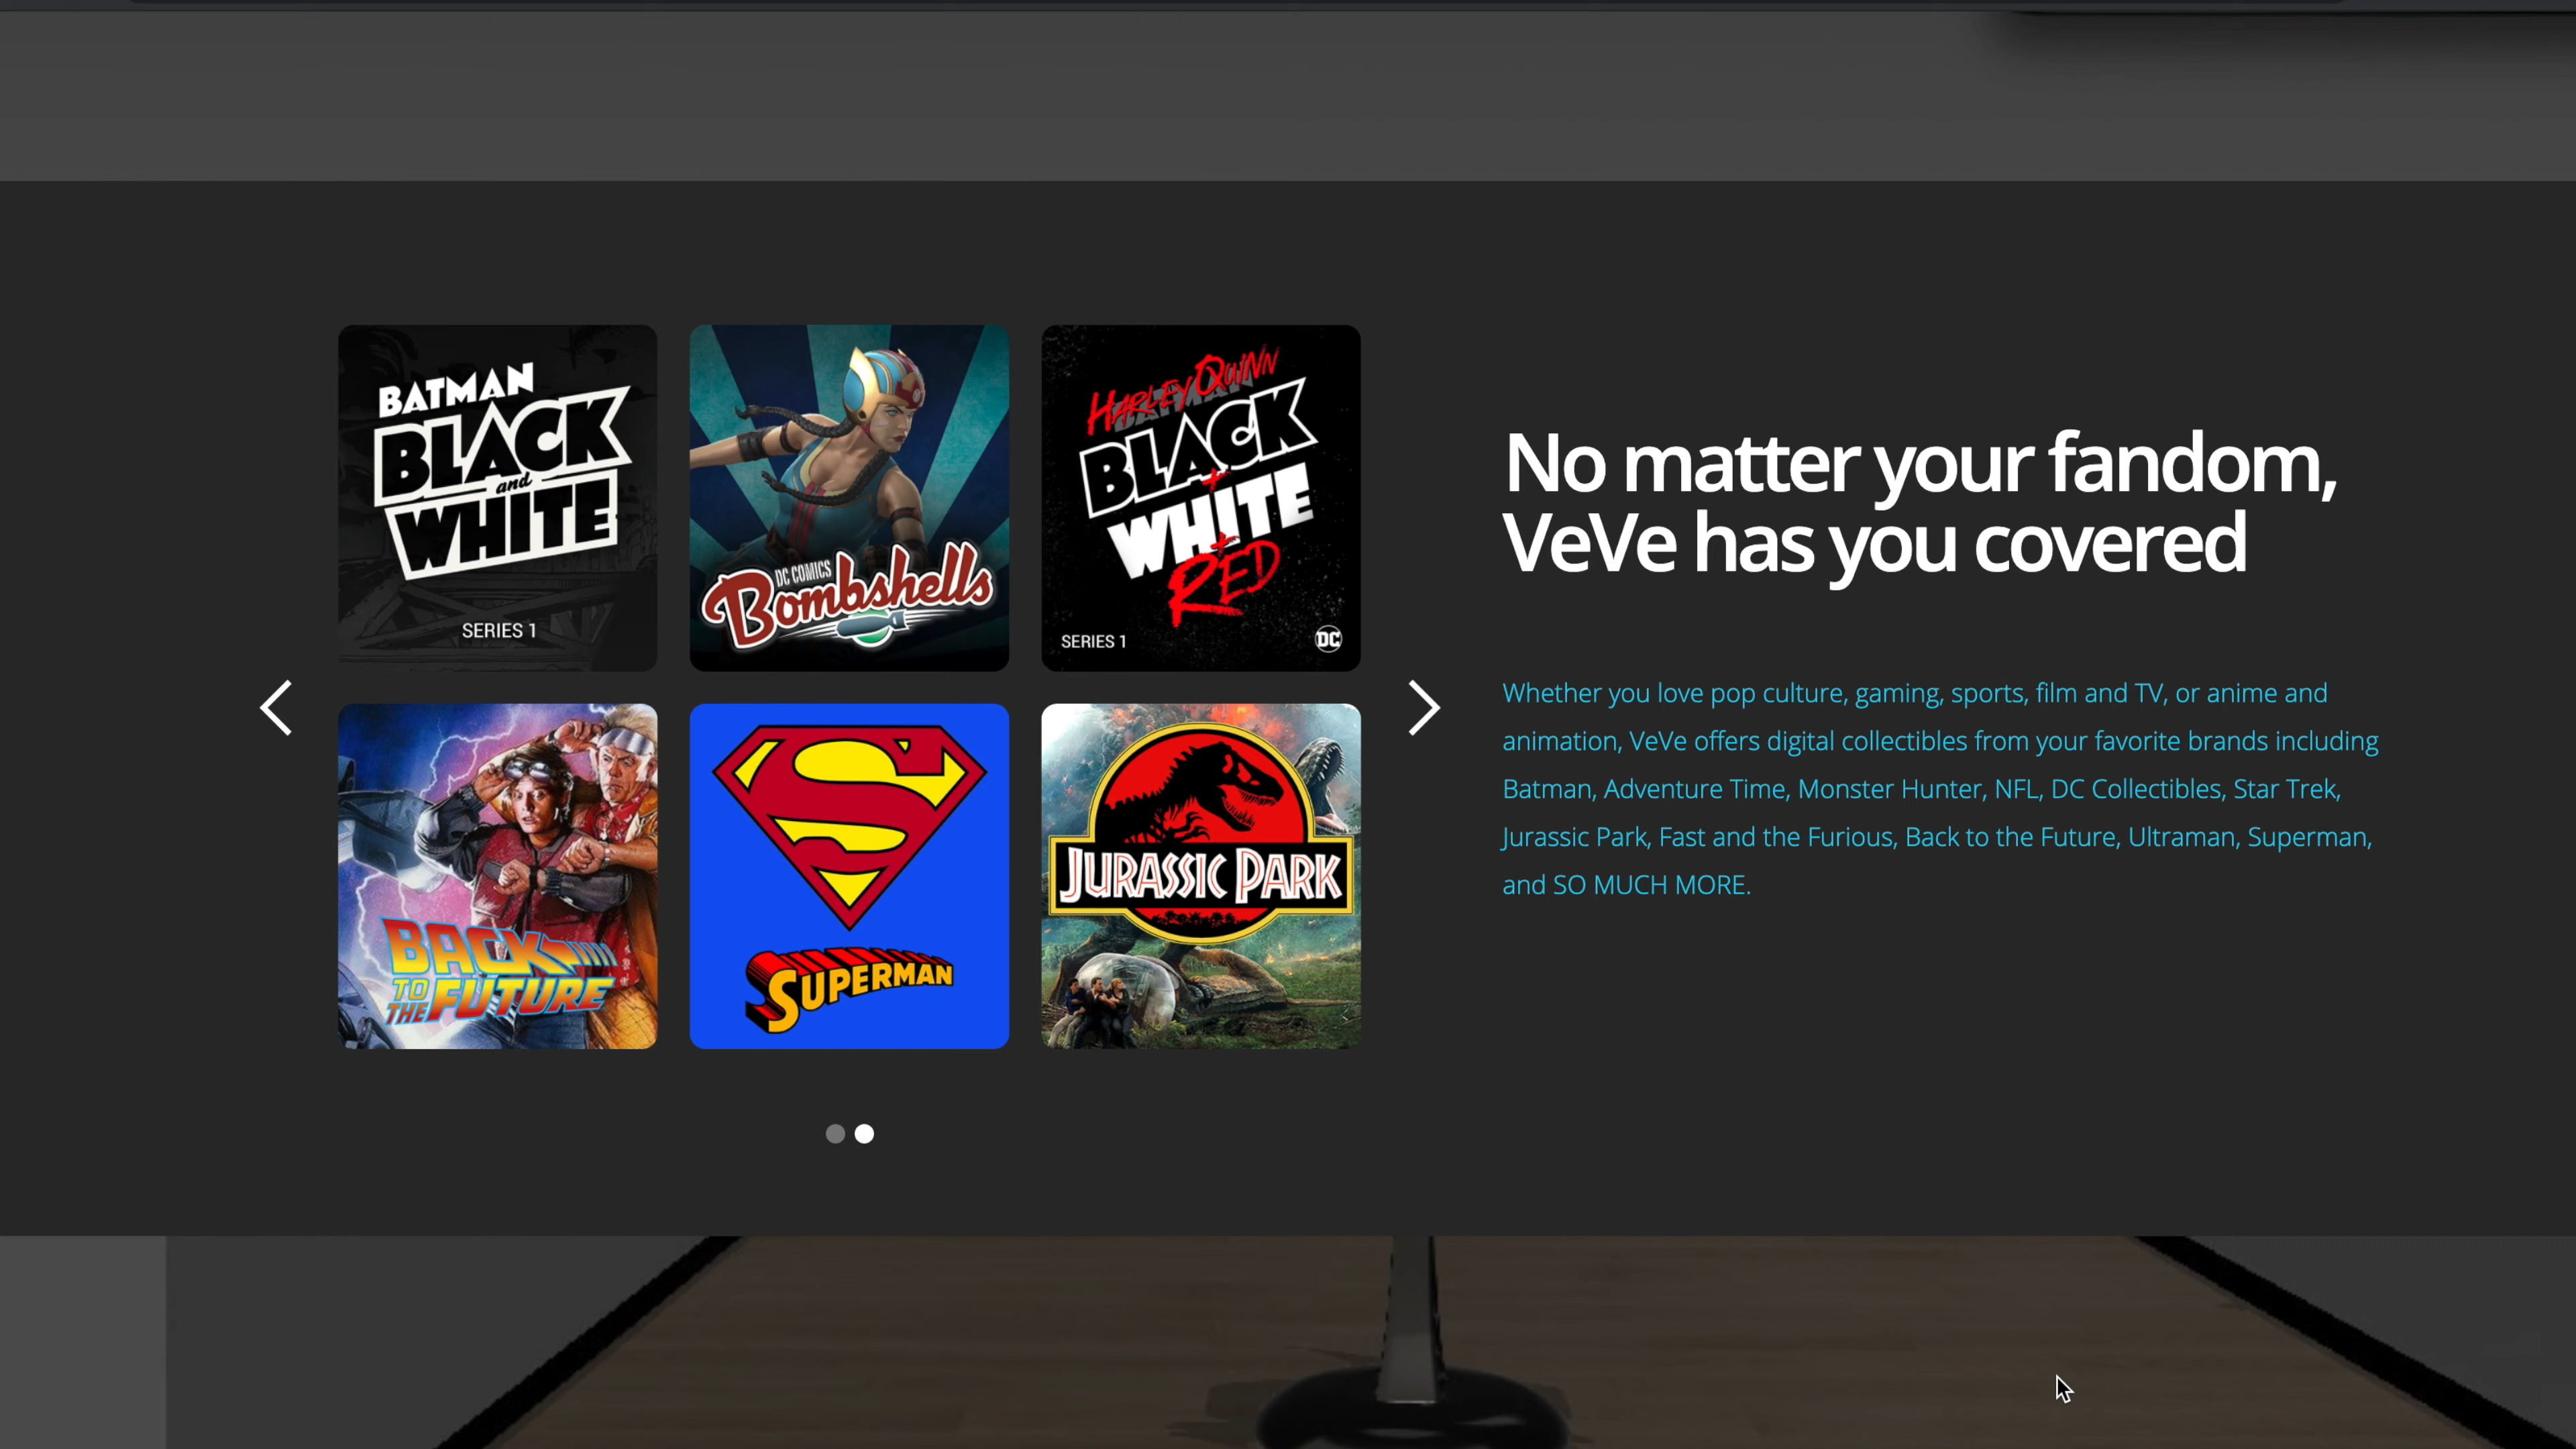 BATMAN
BLACK
and
WHITE
SERIES 1
DC COMICS
Bombshells
HARLEY QUINN
BLACK
+
WHITE
+
RED
SERIES 1
DC
BACK
TO
THE FUTURE
S
SUPERMAN
JURASSIC PARK
No matter your fandom,
VeVe has you covered
Whether you love pop culture, gaming, sports, film and TV, or anime and
animation, VeVe offers digital collectibles from your favorite brands including
Batman, Adventure Time, Monster Hunter, NFL, DC Collectibles, Star Trek,
Jurassic Park, Fast and the Furious, Back to the Future, Ultraman, Superman,
and SO MUCH MORE.